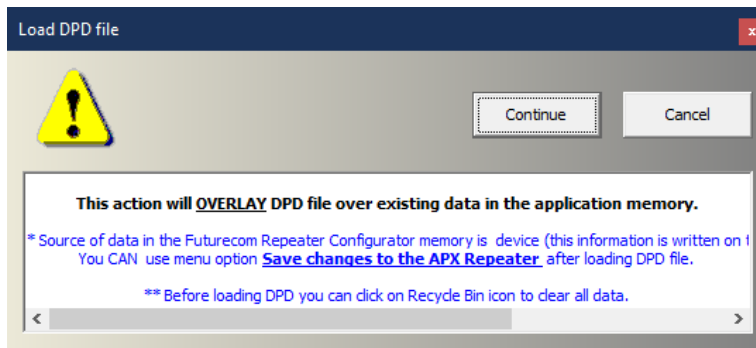 Load DPD file
x
Continue
Cancel
This action will OVERLAY DPD file over existing data in the application memory.
* Source of data in the Futurecom Repeater Configurator memory is device (this information is written on
You CAN use menu option Save changes to the APX Repeater after loading DPD file.
** Before loading DPD you can click on Recycle Bin icon to clear all data.